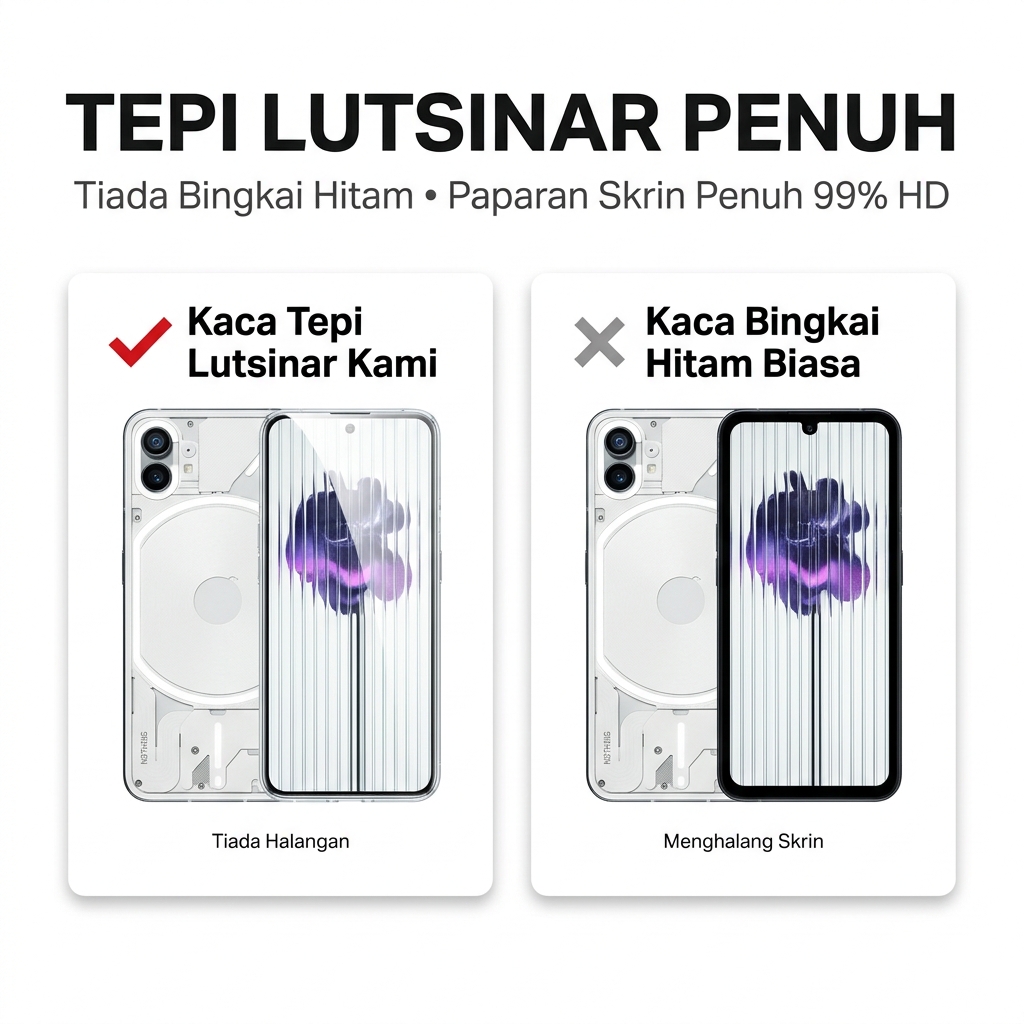 TEPI LUTSINAR PENUH
Tiada Bingkai Hitam • Paparan Skrin Penuh 99% HD
Kaca Tepi
Lutsinar Kami
Kaca Bingkai
Hitam Biasa
Tiada Halangan
Menghalang Skrin